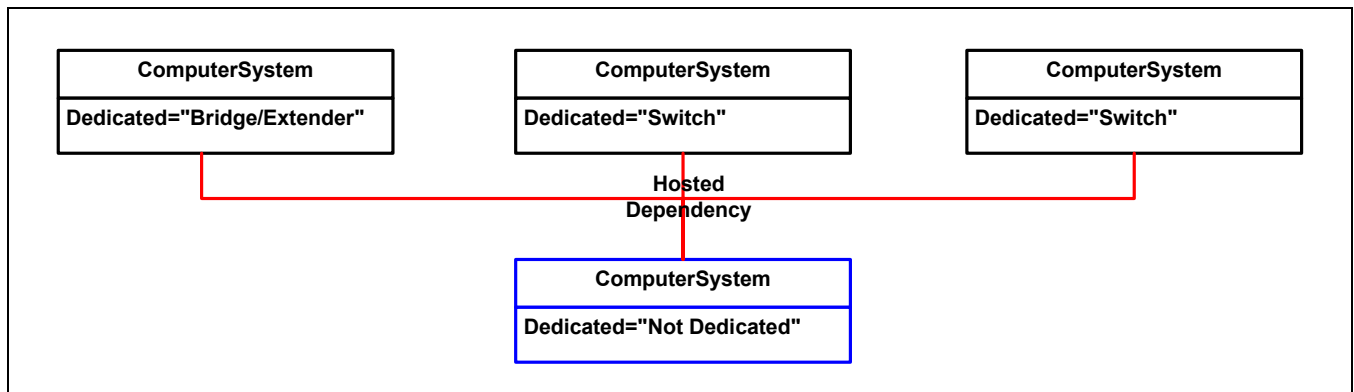 ComputerSystem
Dedicated="Bridge/Extender"
ComputerSystem
Dedicated="Switch"
ComputerSystem
Dedicated="Switch"
Hosted
Dependency
ComputerSystem
Dedicated="Not Dedicated"